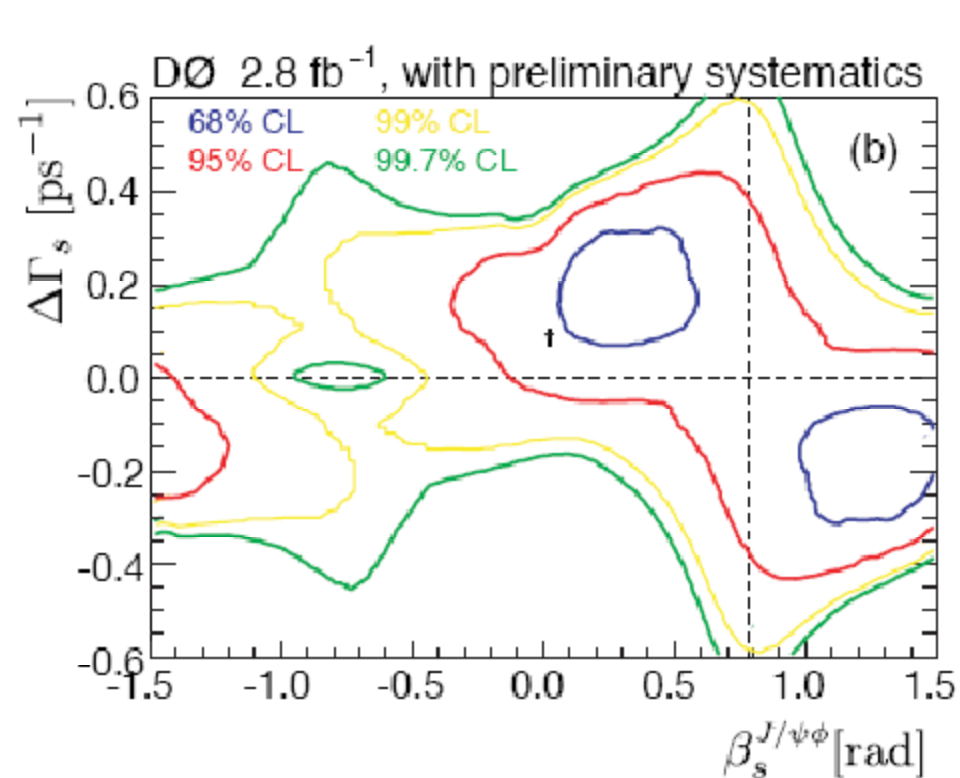 DØ 2.8 fb⁻¹, with preliminary systematics
68% CL 99% CL
95% CL 99.7% CL
(b)
ΔΓₛ [ps⁻¹]
0.6
0.4
0.2
0.0
-0.2
-0.4
-0.6
-1.5 -1.0 -0.5 0.0 0.5 1.0 1.5
βₛ^{J/ψφ} [rad]